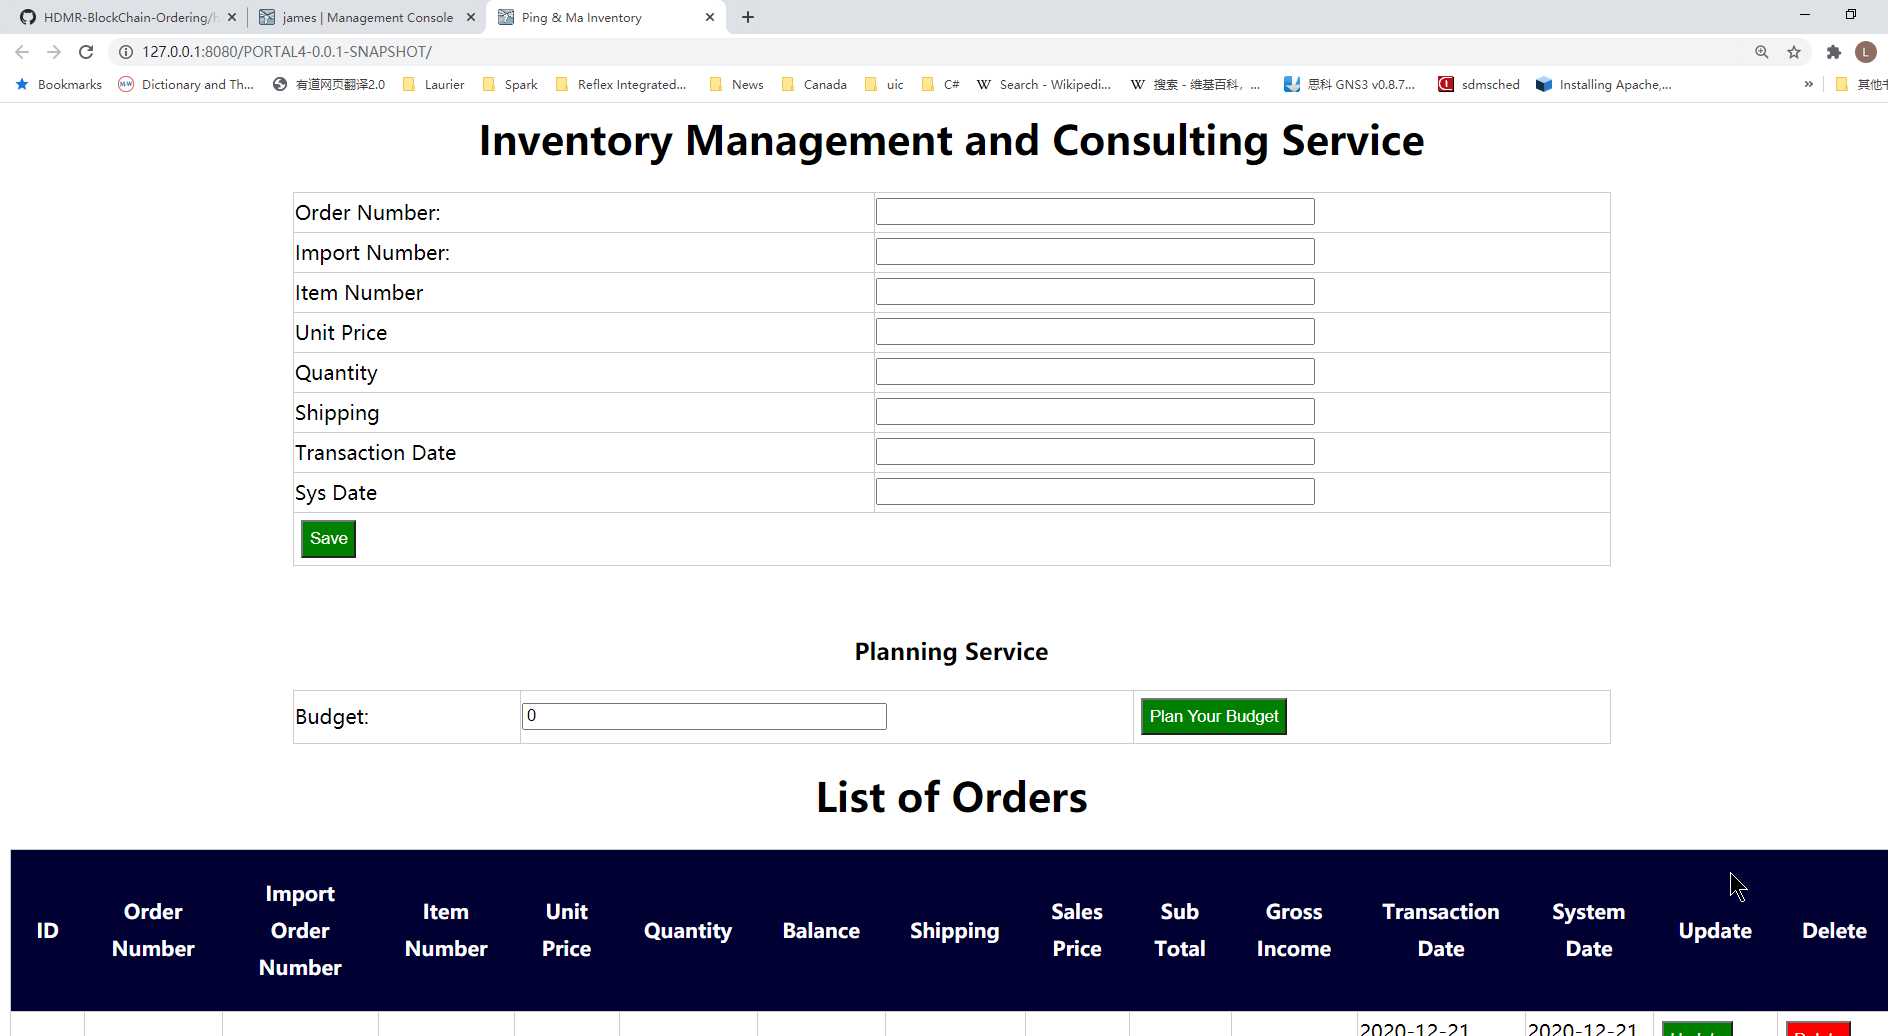 HDMR-BlockChain-Ordering/h
james | Management Console
Ping & Ma Inventory
127.0.0.1:8080/PORTAL4-0.0.1-SNAPSHOT/
L
Bookmarks
Dictionary and Th...
有道网页翻译2.0
Laurier
Spark
Reflex Integrated...
News
Canada
uic
C#
W Search - Wikipedi...
W 搜索 - 维基百科，...
思科 GNS3 v0.8.7...
sdmsched
Installing Apache,...
»
其他书
Inventory Management and Consulting Service
Order Number:
Import Number:
Item Number
Unit Price
Quantity
Shipping
Transaction Date
Sys Date
Save
Planning Service
Budget:
0
Plan Your Budget
List of Orders
ID
Order
Number
Import
Order
Number
Item
Number
Unit
Price
Quantity
Balance
Shipping
Sales
Price
Sub
Total
Gross
Income
Transaction
Date
System
Date
Update
Delete
2020-12-21
2020-12-21
Update
Delete